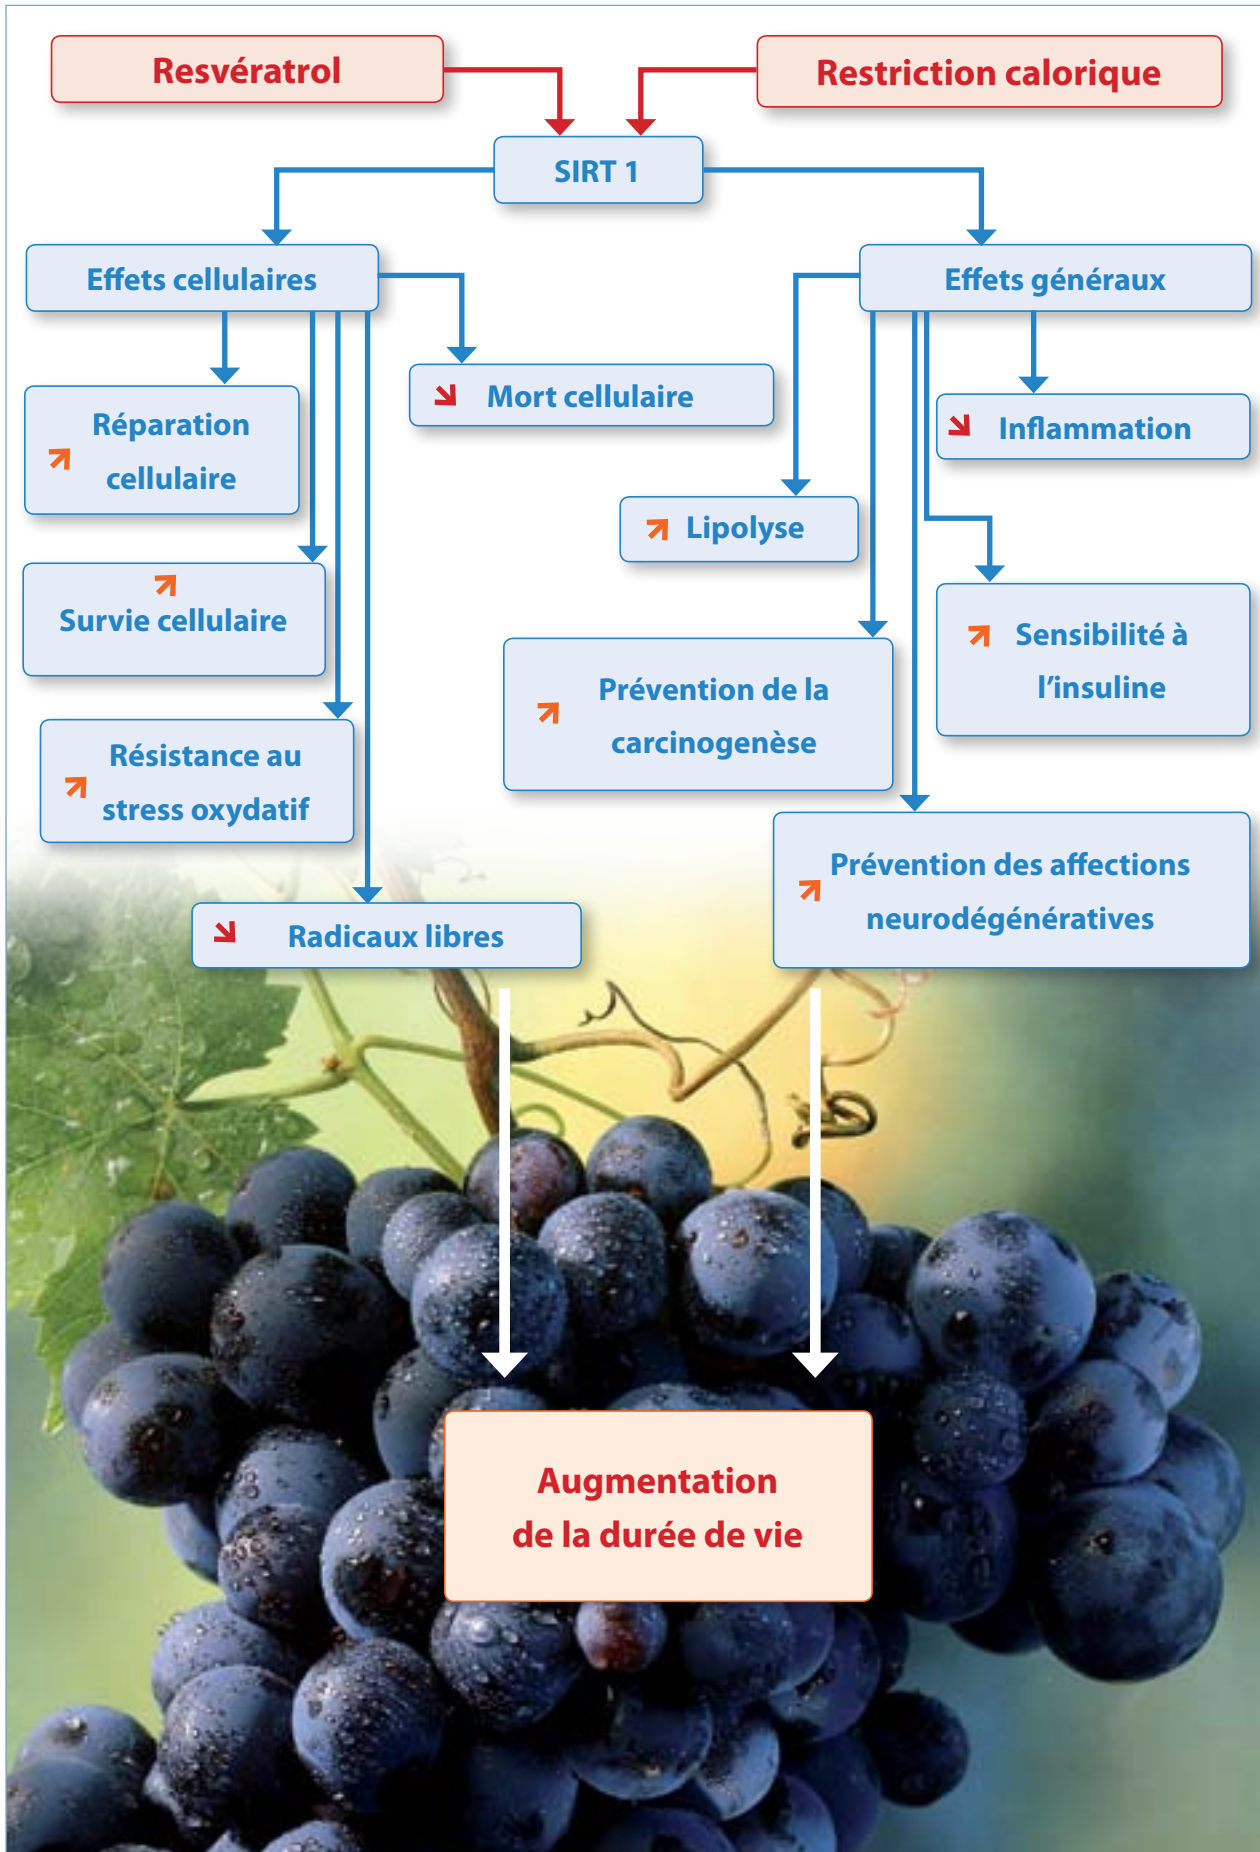 Resvératrol
Restriction calorique
SIRT 1
Effets cellulaires
Effets généraux
Mort cellulaire
Réparation
cellulaire
Inflammation
Lipolyse
Survie cellulaire
Sensibilité à
l'insuline
Prévention de la
carcinogenèse
Résistance au
stress oxydatif
Prévention des affections
neurodégénératives
Radicaux libres
Augmentation
de la durée de vie